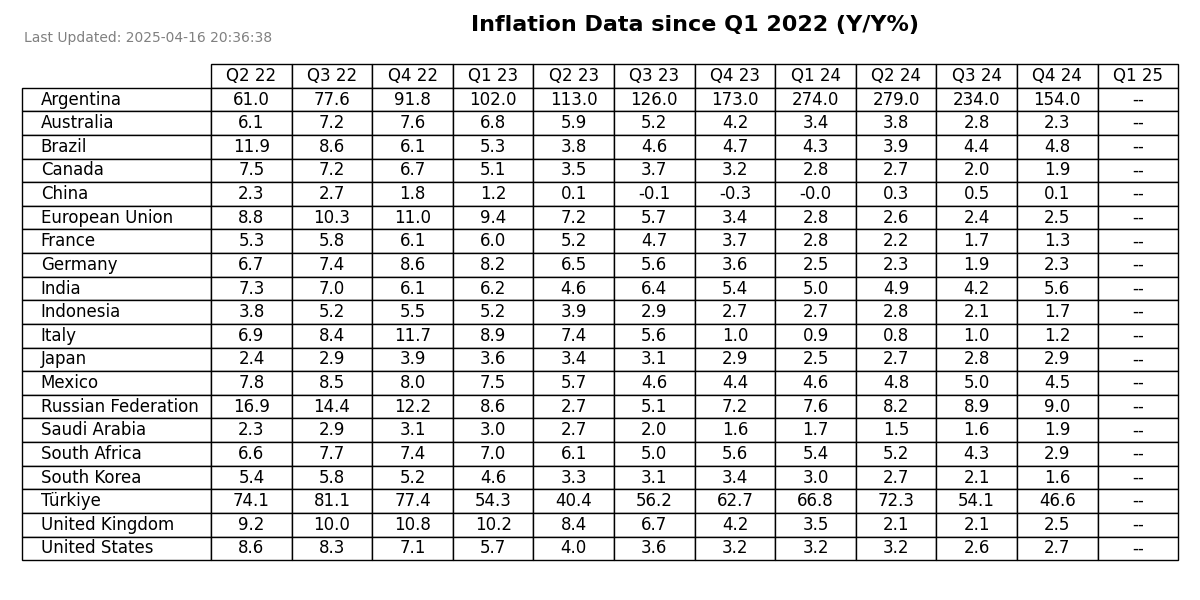 Inflation Data since Q1 2022 (Y/Y%)
Last Updated: 2025-04-16 20:36:38
Q2 22 Q3 22 Q4 22 Q1 23 Q2 23 Q3 23 Q4 23 Q1 24 Q2 24 Q3 24 Q4 24 Q1 25
Argentina 61.0 77.6 91.8 102.0 113.0 126.0 173.0 274.0 279.0 234.0 154.0 --
Australia 6.1 7.2 7.6 6.8 5.9 5.2 4.2 3.4 3.8 2.8 2.3 --
Brazil 11.9 8.6 6.1 5.3 3.8 4.6 4.7 4.3 3.9 4.4 4.8 --
Canada 7.5 7.2 6.7 5.1 3.5 3.7 3.2 2.8 2.7 2.0 1.9 --
China 2.3 2.7 1.8 1.2 0.1 -0.1 -0.3 -0.0 0.3 0.5 0.1 --
European Union 8.8 10.3 11.0 9.4 7.2 5.7 3.4 2.8 2.6 2.4 2.5 --
France 5.3 5.8 6.1 6.0 5.2 4.7 3.7 2.8 2.2 1.7 1.3 --
Germany 6.7 7.4 8.6 8.2 6.5 5.6 3.6 2.5 2.3 1.9 2.3 --
India 7.3 7.0 6.1 6.2 4.6 6.4 5.4 5.0 4.9 4.2 5.6 --
Indonesia 3.8 5.2 5.5 5.2 3.9 2.9 2.7 2.7 2.8 2.1 1.7 --
Italy 6.9 8.4 11.7 8.9 7.4 5.6 1.0 0.9 0.8 1.0 1.2 --
Japan 2.4 2.9 3.9 3.6 3.4 3.1 2.9 2.5 2.7 2.8 2.9 --
Mexico 7.8 8.5 8.0 7.5 5.7 4.6 4.4 4.6 4.8 5.0 4.5 --
Russian Federation 16.9 14.4 12.2 8.6 2.7 5.1 7.2 7.6 8.2 8.9 9.0 --
Saudi Arabia 2.3 2.9 3.1 3.0 2.7 2.0 1.6 1.7 1.5 1.6 1.9 --
South Africa 6.6 7.7 7.4 7.0 6.1 5.0 5.6 5.4 5.2 4.3 2.9 --
South Korea 5.4 5.8 5.2 4.6 3.3 3.1 3.4 3.0 2.7 2.1 1.6 --
Türkiye 74.1 81.1 77.4 54.3 40.4 56.2 62.7 66.8 72.3 54.1 46.6 --
United Kingdom 9.2 10.0 10.8 10.2 8.4 6.7 4.2 3.5 2.1 2.1 2.5 --
United States 8.6 8.3 7.1 5.7 4.0 3.6 3.2 3.2 3.2 2.6 2.7 --